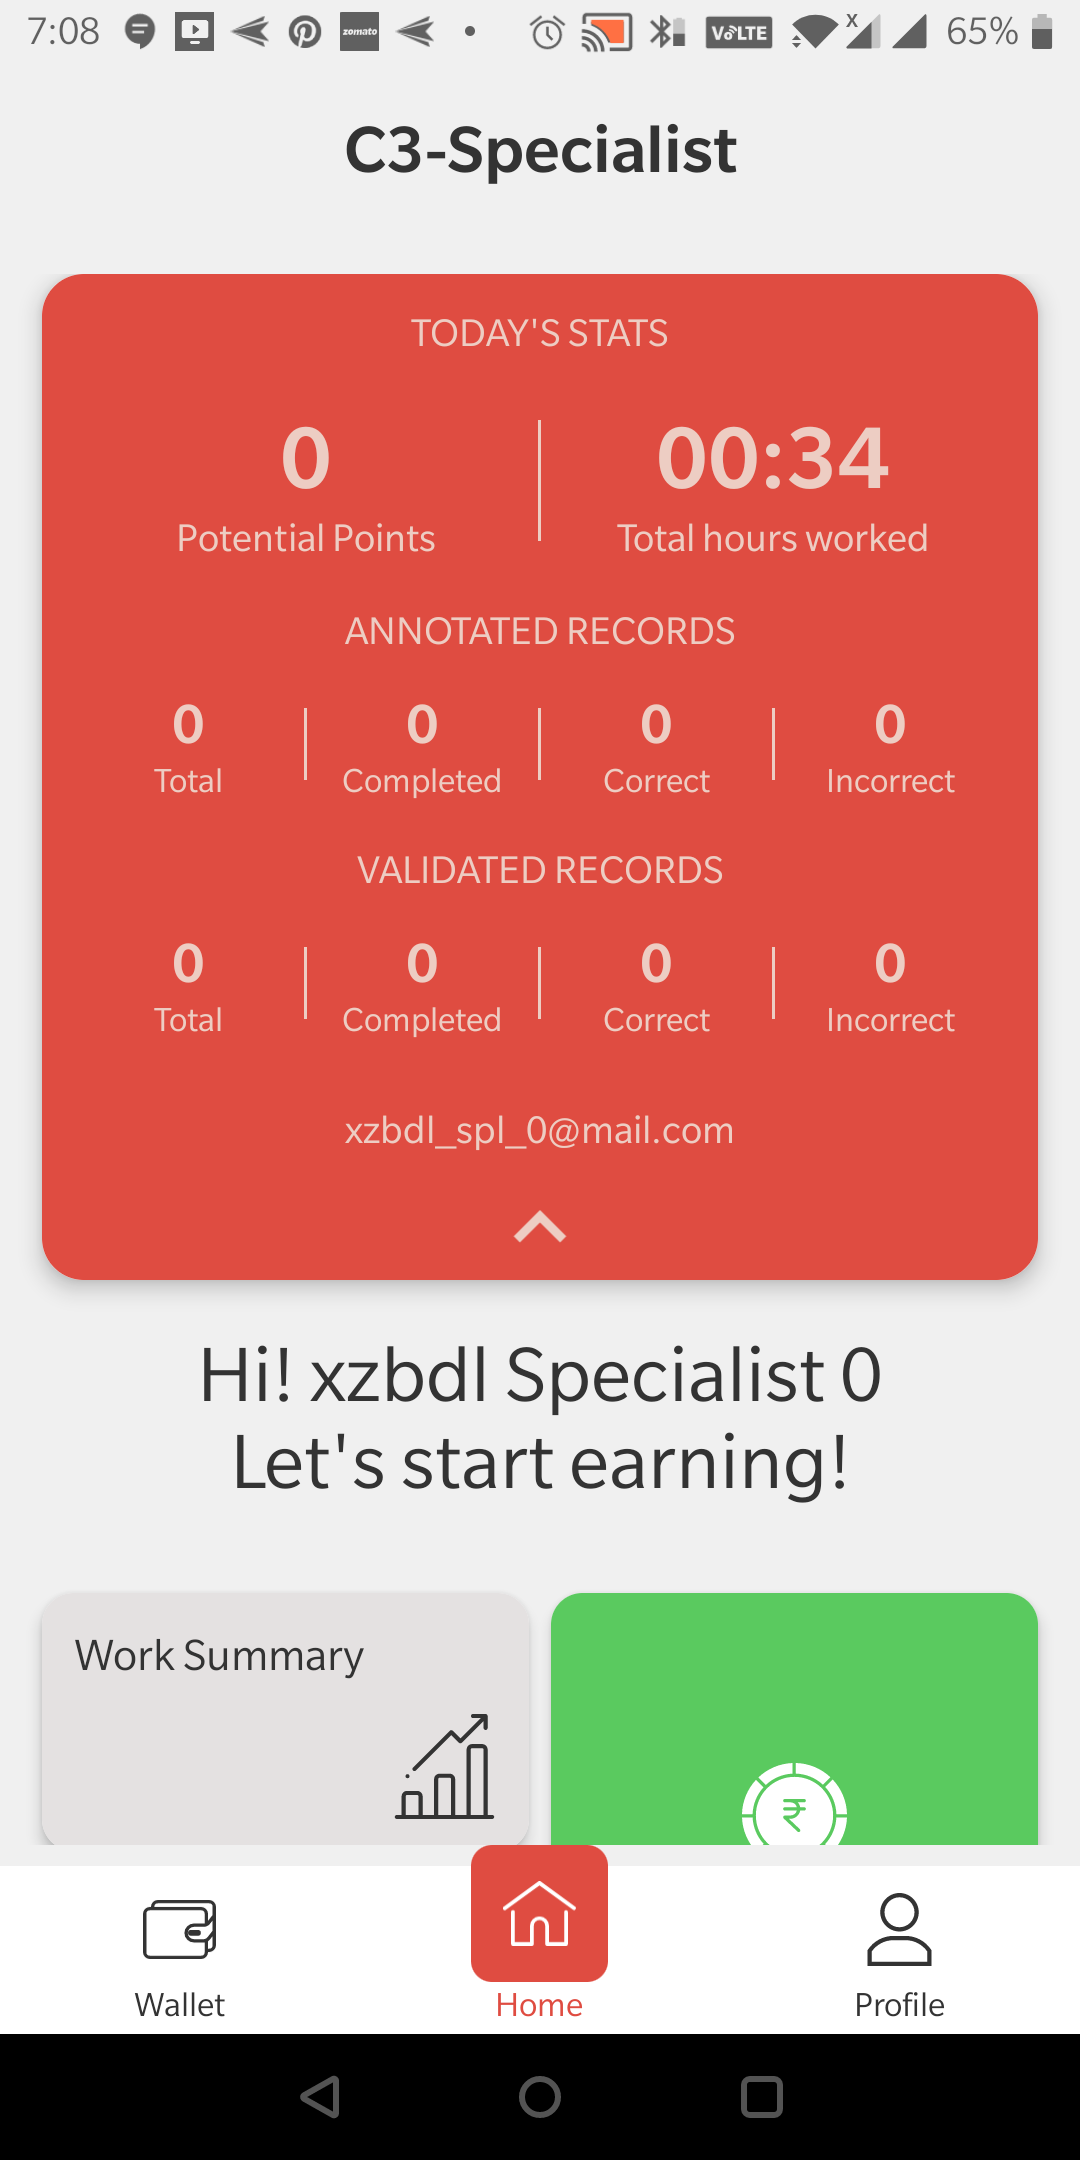 7:08 zomato VoLTE x 65%
C3-Specialist
TODAY'S STATS
0 00:34
Potential Points Total hours worked
ANNOTATED RECORDS
0 0 0 0
Total Completed Correct Incorrect
VALIDATED RECORDS
0 0 0 0
Total Completed Correct Incorrect
xzbdl_spl_0@mail.com
Hi! xzbdl Specialist 0
Let's start earning!
Work Summary
₹
Wallet Home Profile